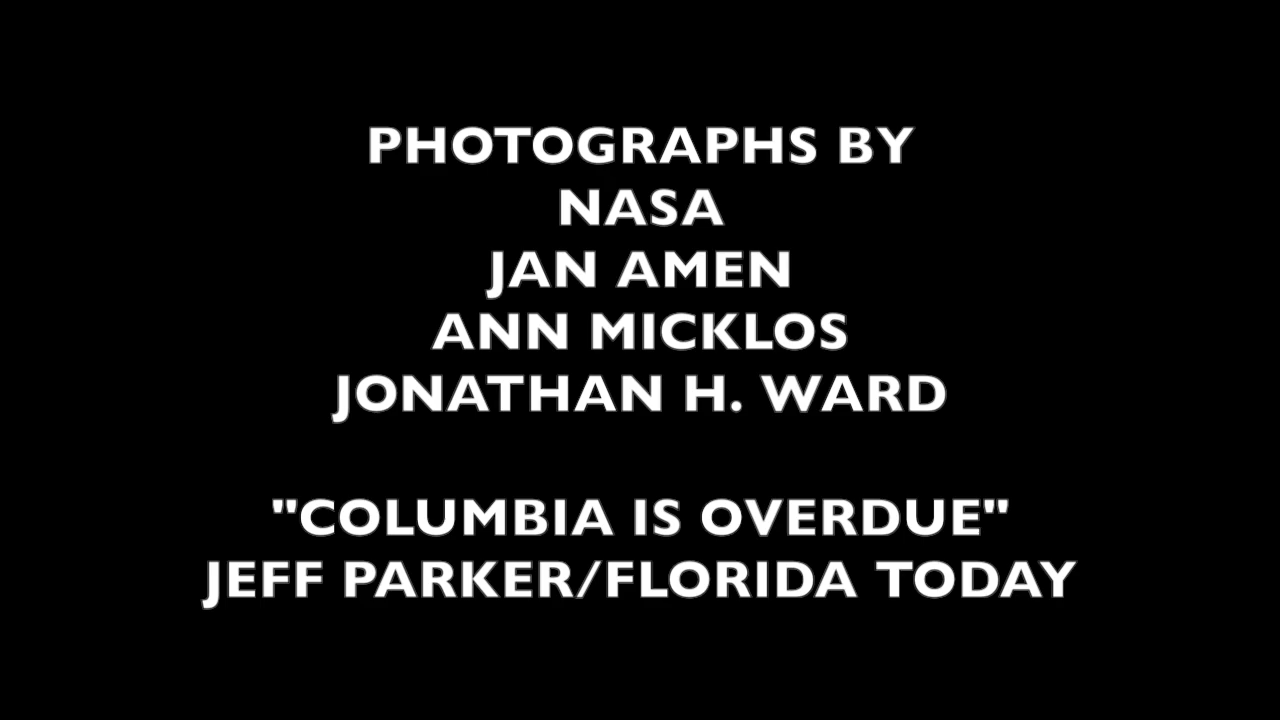 PHOTOGRAPHS BY
NASA
JAN AMEN
ANN MICKLOS
JONATHAN H. WARD
"COLUMBIA IS OVERDUE"
JEFF PARKER/FLORIDA TODAY